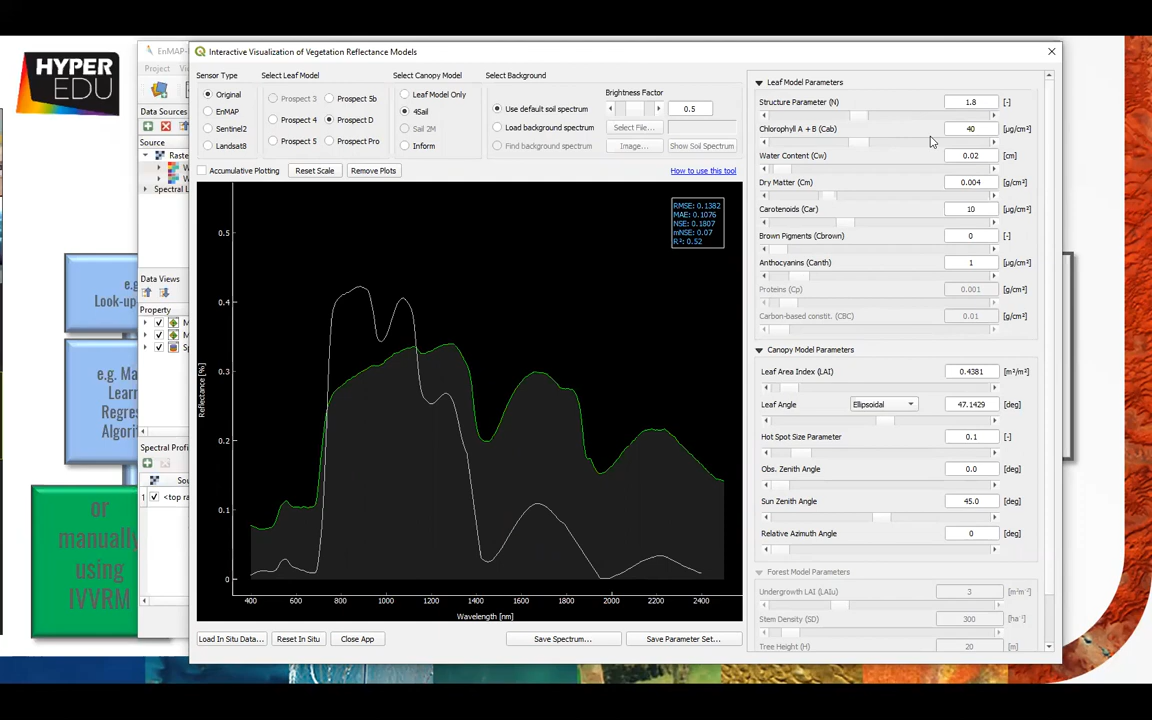 HYPER
EDU
EnMAP-
Project
Vi
Data Sources
Source
Raste
W
W
Spectral L
Data Views
Property
M
M
Sp
Spectral Profi
Sou
1 <top ra
e.g
Look-up
e.g. Ma
Learn
Regres
Algorit
or
manually
using
IVVRM
Interactive Visualization of Vegetation Reflectance Models
Sensor Type
Original
EnMAP
Sentinel2
Landsat8
Select Leaf Model
Prospect 3
Prospect 5b
Prospect 4
Prospect D
Prospect 5
Prospect Pro
Select Canopy Model
Leaf Model Only
4Sail
Sail 2M
Inform
Select Background
Use default soil spectrum
Load background spectrum
Find background spectrum
Brightness Factor
0.5
Select File...
Image...
Show Soil Spectrum
Accumulative Plotting
Reset Scale
Remove Plots
How to use this tool
RMSE: 0.1382
MAE: 0.1076
NSE: 0.1807
mNSE: 0.07
R²: 0.52
Reflectance [%]
0.5
0.4
0.3
0.2
0.1
0
400 600 800 1000 1200 1400 1600 1800 2000 2200 2400
Wavelength [nm]
Load In Situ Data...
Reset In Situ
Close App
Save Spectrum...
Save Parameter Set...
Leaf Model Parameters
Structure Parameter (N) 1.8 [-]
Chlorophyll A + B (Cab) 40 [µg/cm²]
Water Content (Cw) 0.02 [cm]
Dry Matter (Cm) 0.004 [g/cm²]
Carotenoids (Car) 10 [µg/cm²]
Brown Pigments (Cbrown) 0 [-]
Anthocyanins (Canth) 1 [µg/cm²]
Proteins (Cp) 0.001 [g/cm²]
Carbon-based constit. (CBC) 0.01 [g/cm²]
Canopy Model Parameters
Leaf Area Index (LAI) 0.4381 [m²/m²]
Leaf Angle Ellipsoidal 47.1429 [deg]
Hot Spot Size Parameter 0.1 [-]
Obs. Zenith Angle 0.0 [deg]
Sun Zenith Angle 45.0 [deg]
Relative Azimuth Angle 0 [deg]
Forest Model Parameters
Undergrowth LAI (LAIu) 3 [m²m⁻²]
Stem Density (SD) 300 [ha⁻¹]
Tree Height (H) 20 [m]